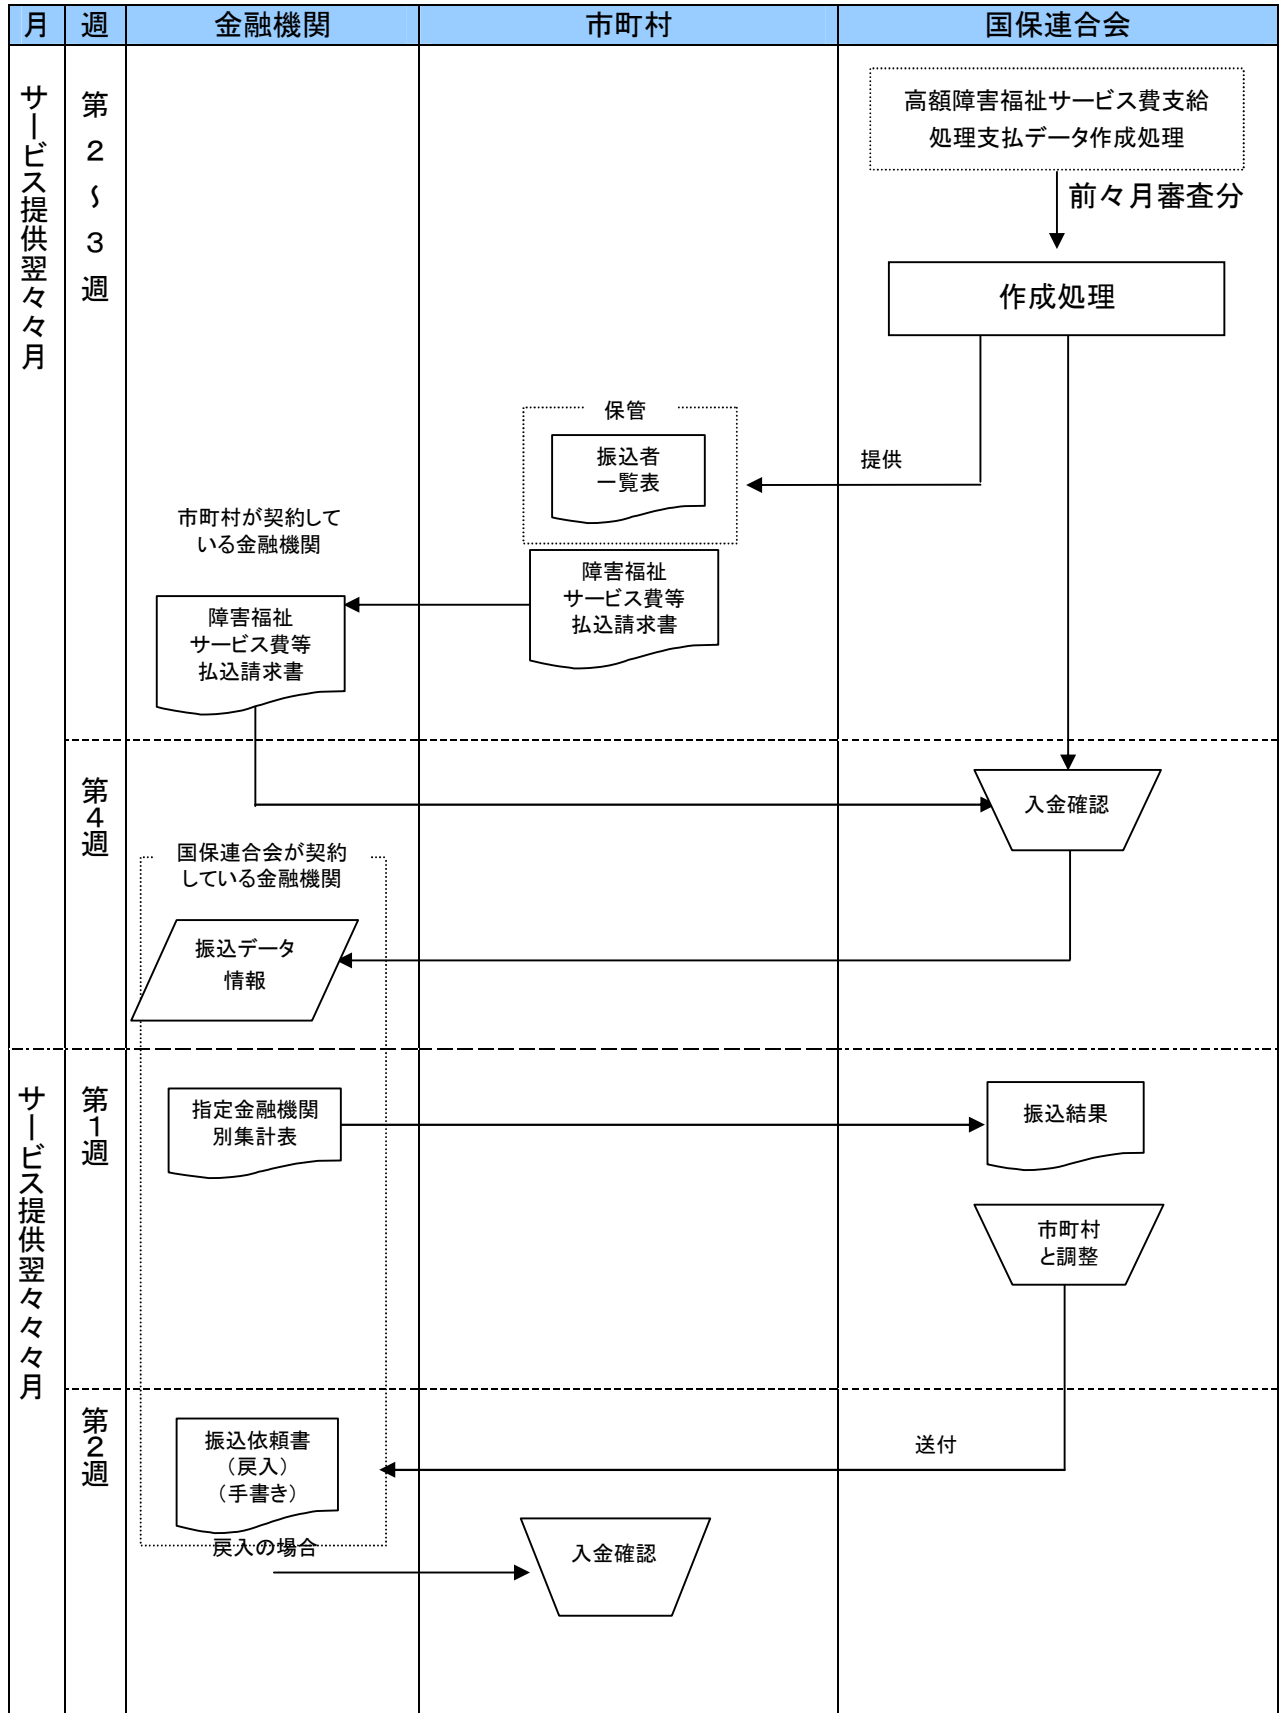 月 週 金融機関 市町村 国保連合会
サービス提供翌々月
第2～3週
高額障害福祉サービス費支給
処理支払データ作成処理
前々月審査分
作成処理
保管
振込者
一覧表
提供
市町村が契約して
いる金融機関
障害福祉
サービス費等
払込請求書
障害福祉
サービス費等
払込請求書
第4週
入金確認
国保連合会が契約
している金融機関
振込データ
情報
サービス提供翌々々月
第1週
指定金融機関
別集計表
振込結果
市町村
と調整
第2週
振込依頼書
（戻入）
（手書き）
送付
戻入の場合
入金確認